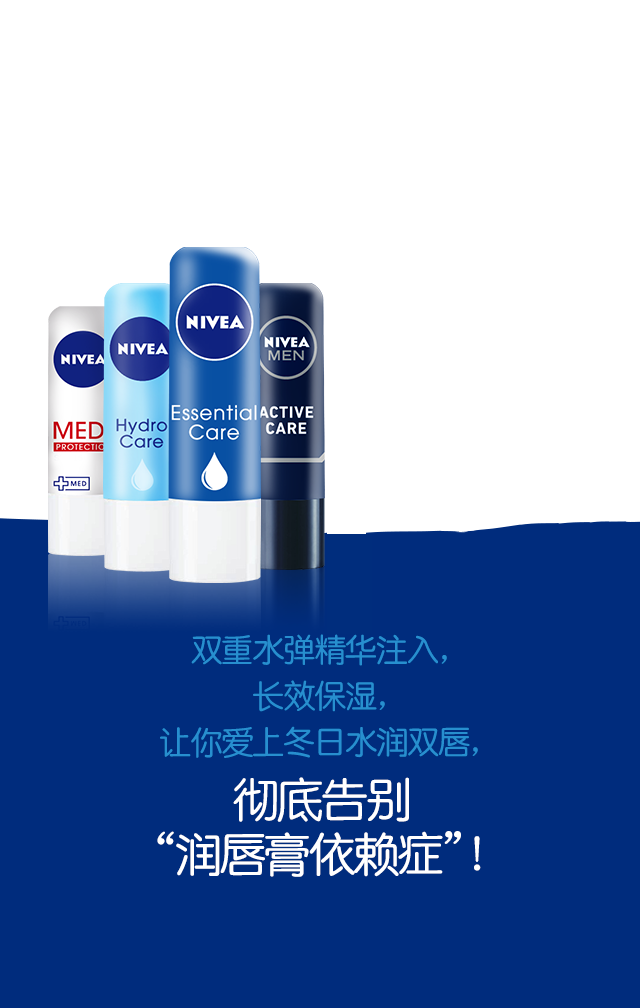 NIVEA
NIVEA
NIVEA
NIVEA
MEN
MED
PROTECTIO
MED
Hydro
Care
Essential
Care
ACTIVE
CARE
双重水弹精华注入，
长效保湿，
让你爱上冬日水润双唇，
彻底告别
“润唇膏依赖症”！